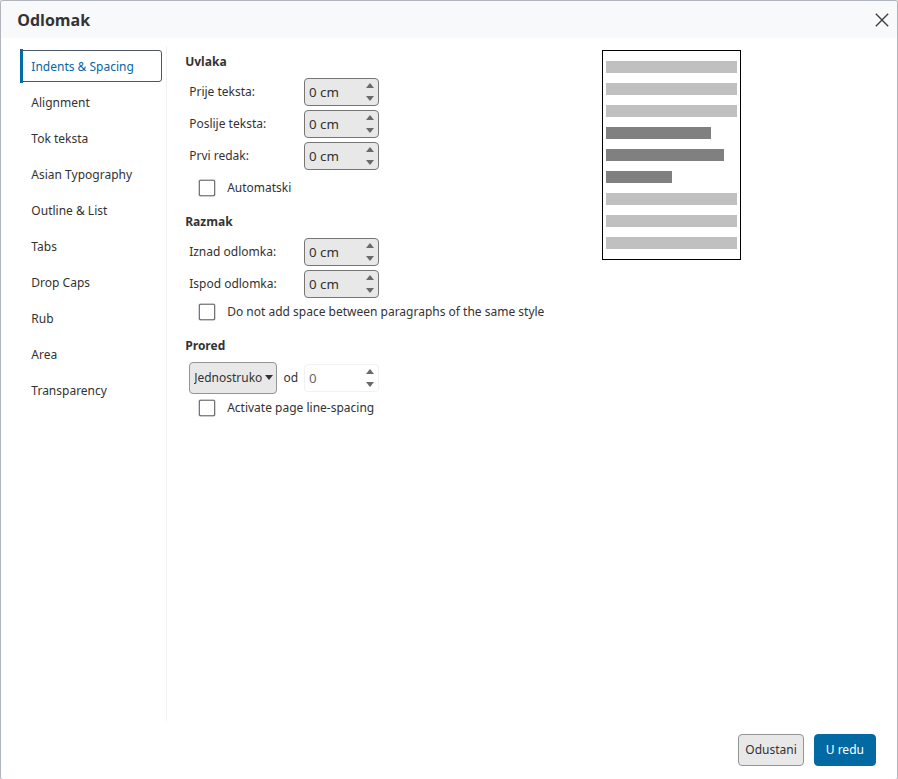 Odlomak
Indents & Spacing
Alignment
Tok teksta
Asian Typography
Outline & List
Tabs
Drop Caps
Rub
Area
Transparency
Uvlaka
Prije teksta: 0 cm
Poslije teksta: 0 cm
Prvi redak: 0 cm
Automatski
Razmak
Iznad odlomka: 0 cm
Ispod odlomka: 0 cm
Do not add space between paragraphs of the same style
Prored
Jednostruko od 0
Activate page line-spacing
Odustani U redu